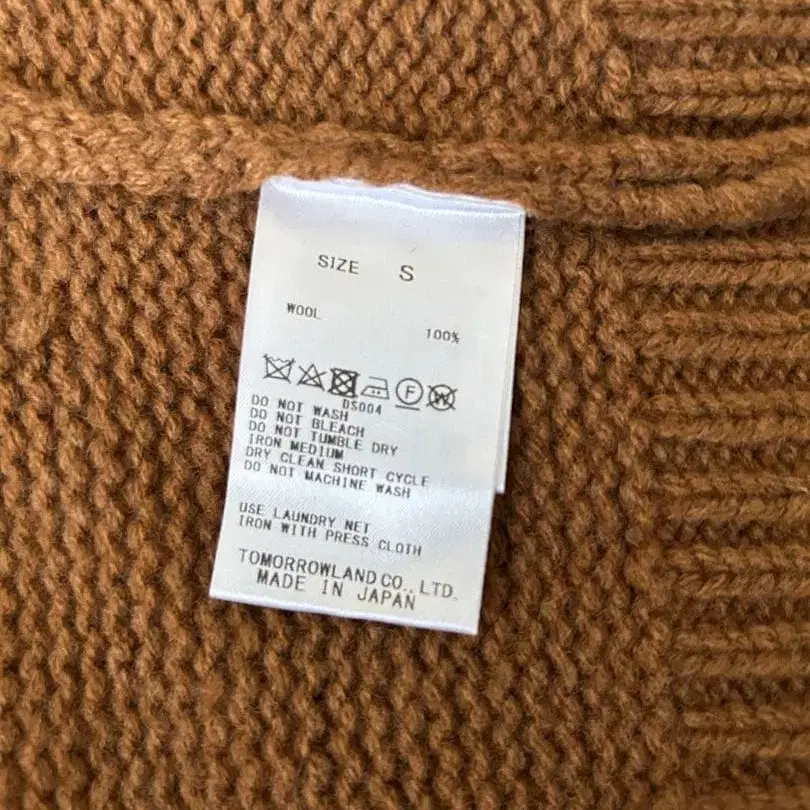 SIZE S
WOOL
100%
F W
DS004
DO NOT WASH
DO NOT BLEACH
DO NOT TUMBLE DRY
IRON MEDIUM
DRY CLEAN SHORT CYCLE
DO NOT MACHINE WASH
USE LAUNDRY NET
IRON WITH PRESS CLOTH
TOMORROWLAND CO., LTD.
MADE IN JAPAN